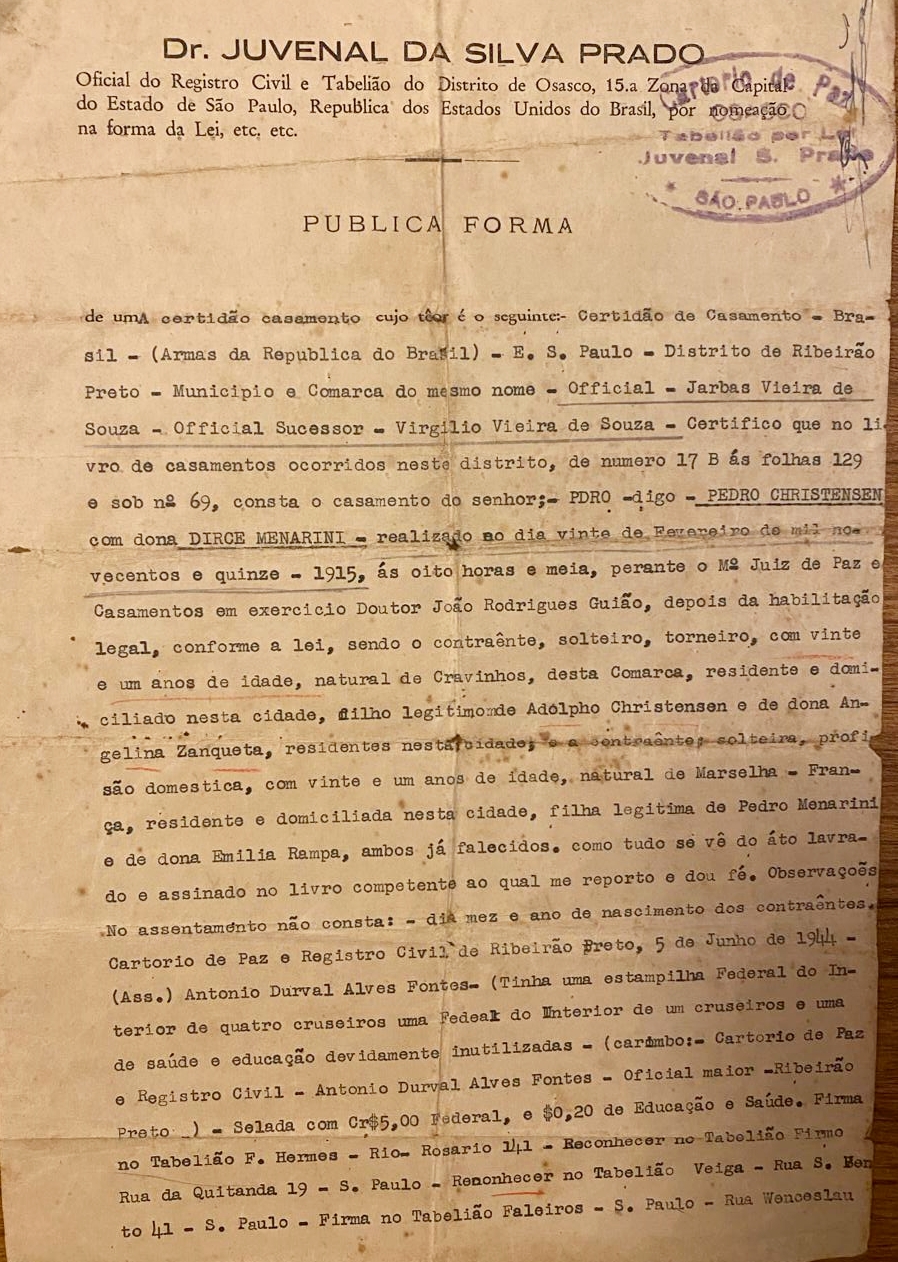 Dr. JUVENAL DA SILVA PRADO
Oficial do Registro Civil e Tabelião do Distrito de Osasco, 15.a Zona da Capital
do Estado de São Paulo, Republica dos Estados Unidos do Brasil, por nomeação
na forma da Lei, etc. etc.
Cartorio de Paz
OSASCO
Tabelião por Lei
Juvenal S. Prado
SÃO PAULO
PUBLICA FORMA
de umA certidão casamento cujo têor é o seguinte:- Certidão de Casamento - Bra-
sil - (Armas da Republica do Brasil) - E. S. Paulo - Distrito de Ribeirão
Preto - Municipio e Comarca do mesmo nome - Official - Jarbas Vieira de
Souza - Official Sucessor - Virgilio Vieira de Souza - Certifico que no li
vro de casamentos ocorridos neste distrito, de numero 17 B ás folhas 129
e sob nº 69, consta o casamento do senhor;- PDRO -digo - PEDRO CHRISTENSEN
com dona DIRCE MENARINI - realizado ao dia vinte de Fevereiro de mil no-
vecentos e quinze - 1915, ás oito horas e meia, perante o Mº Juiz de Paz e
Casamentos em exercicio Doutor João Rodrigues Guião, depois da habilitação
legal, conforme a lei, sendo o contraênte, solteiro, torneiro, com vinte
e um anos de idade, natural de Cravinhos, desta Comarca, residente e domi-
ciliado nesta cidade, filho legitimo de Adolpho Christensen e de dona An-
gelina Zanqueta, residentes nesta cidade; e a contraênte; solteira, profi
são domestica, com vinte e um anos de idade, natural de Marselha - Fran-
ça, residente e domiciliada nesta cidade, filha legitima de Pedro Menarini
e de dona Emilia Rampa, ambos já falecidos. como tudo se vê do áto lavra-
do e assinado no livro competente ao qual me reporto e dou fé. Observaçoẽs
No assentamento não consta: - dia mez e ano de nascimento dos contraêntes.
Cartorio de Paz e Registro Civil de Ribeirão Preto, 5 de Junho de 1944 -
(Ass.) Antonio Durval Alves Fontes- (Tinha uma estampilha Federal do In-
terior de quatro cruseiros uma Fedeal do Interior de um cruseiros e uma
de saúde e educação devidamente inutilizadas - (carimbo:- Cartorio de Paz
e Registro Civil - Antonio Durval Alves Fontes - Oficial maior -Ribeirão
Preto ) - Selada com Cr$5,00 Federal, e $0,20 de Educação e Saúde. Firma
no Tabelião F. Hermes - Rio- Rosario 141 - Reconhecer no Tabelião Firmo
Rua da Quitanda 19 - S. Paulo - Renonhecer no Tabelião Veiga - Rua S. Ben
to 41 - S. Paulo - Firma no Tabelião Faleiros - S. Paulo - Rua Wenceslau